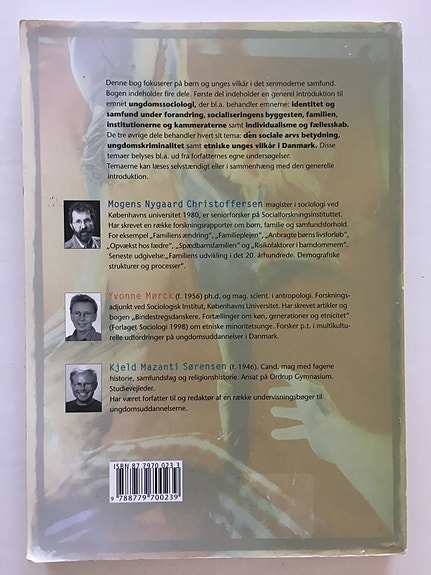 Denne bog fokuserer på børn og unges vilkår i det senmoderne samfund.
Bogen indeholder fire dele. Første del indeholder en generel introduktion til
emnet ungdomssociologi, der bl.a. behandler emnerne: identitet og
samfund under forandring, socialiseringens byggesten, familien,
institutionerne og kammeraterne samt individualisme og fællesskab.
De tre øvrige dele behandler hvert sit tema: den sociale arvs betydning,
ungdomskriminalitet samt etniske unges vilkår i Danmark. Disse
temaer belyses bl.a. ud fra forfatternes egne undersøgelser.
Temaerne kan læses selvstændigt eller i sammenhæng med den generelle
introduktion.
Mogens Nygaard Christoffersen magister i sociologi ved
Københavns universitet 1980, er seniorforsker på Socialforskningsinstituttet.
Har skrevet en række forskningsrapporter om børn, familie og samfundsforhold.
For eksempel „Familiens ændring", „Familieplejen", „Anbragte børns livsforløb",
„Opvækst hos fædre", „Spædbarnsfamilien" og „Risikofaktorer i barndommem".
Seneste udgivelse:„Familiens udvikling i det 20. århundrede. Demografiske
strukturer og processer".
Yvonne Mørck (f. 1956) ph.d. og mag. scient. i antropologi. Forsknings-
adjunkt ved Sociologisk Institut, Københavns Universitet. Har skrevet artikler og
bogen „Bindestregsdanskere. Fortællinger om køn, generationer og etnicitet"
(Forlaget Sociologi 1998) om etniske minoritetsunge. Forsker p.t. i multikultu-
relle udfordringer på ungdomsuddannelser i Danmark.
Kjeld Mazanti Sørensen (f. 1946). Cand. mag med fagene
historie, samfundsfag og religionshistorie. Ansat på Ordrup Gymnasium.
Studievejleder.
Har været forfatter til og redaktør af en række undervisningsbøger til
ungdomsuddannelserne.
ISBN 87 7970 023 3
9 788779 700239